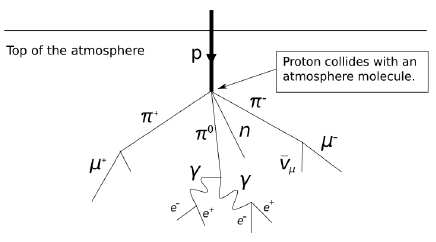 Top of the atmosphere
p
Proton collides with an
atmosphere molecule.
π⁺
π⁰
n
π⁻
μ⁺
γ
γ
ν̄μ
μ⁻
e⁻
e⁺
e⁻
e⁺